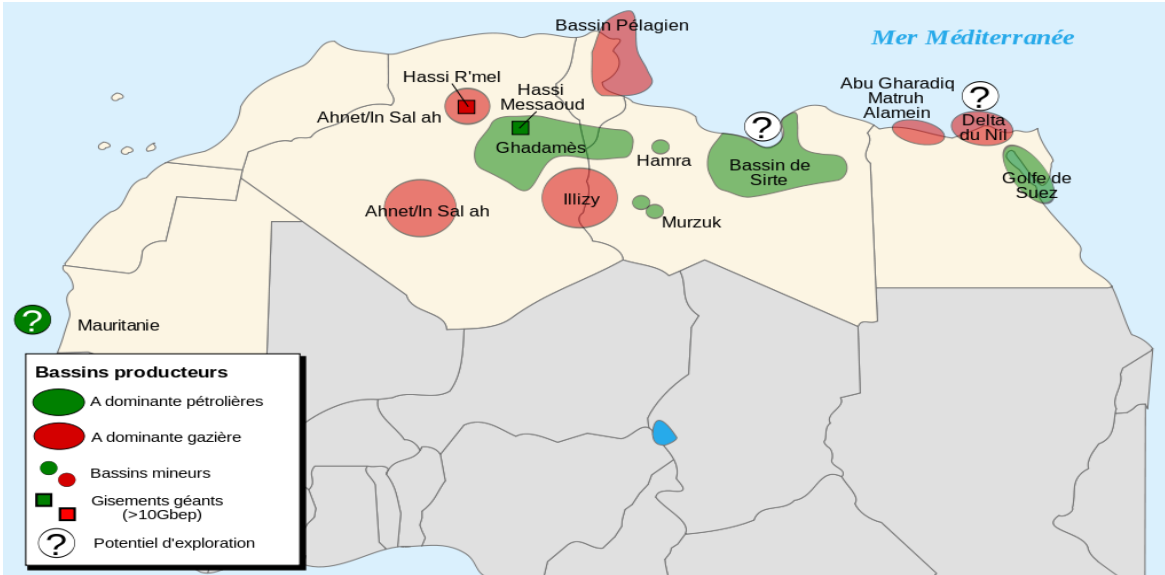 Bassin Pélagien
Mer Méditerranée
Hassi R'mel
Hassi
Messaoud
Abu Gharadiq
Matruh
Alamein
?
Ahnet/In Sal ah
?
Delta
du Nil
Ghadamès
Hamra
Bassin de
Sirte
Golfe de
Suez
Ahnet/In Sal ah
Illizy
Murzuk
?
Mauritanie
Bassins producteurs
A dominante pétrolières
A dominante gazière
Bassins mineurs
Gisements géants
(>10Gbep)
?
Potentiel d'exploration